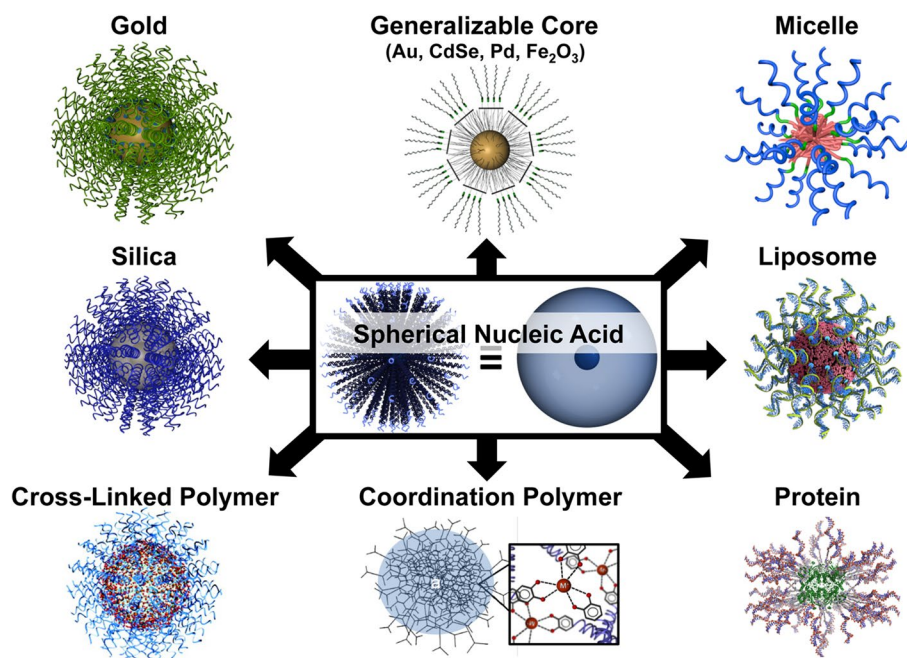 Gold
Generalizable Core
(Au, CdSe, Pd, Fe₂O₃)
Micelle
Silica
Spherical Nucleic Acid
=
Liposome
Cross-Linked Polymer
Coordination Polymer
Protein